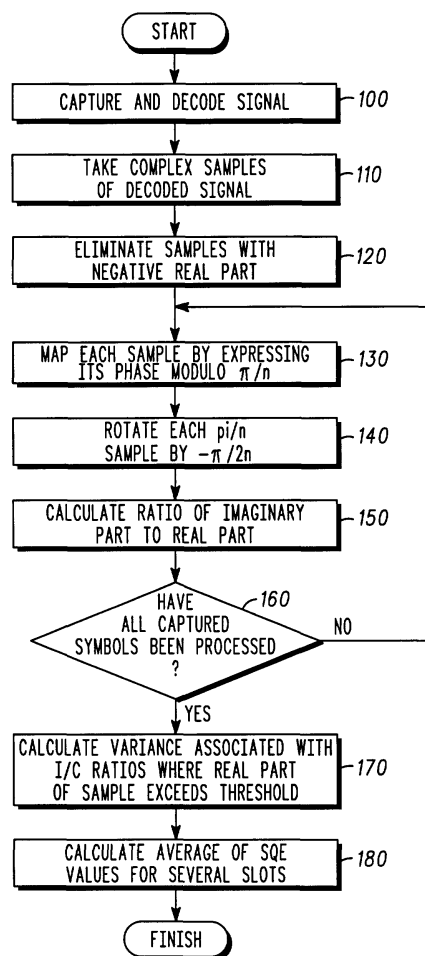 START
CAPTURE AND DECODE SIGNAL
100
TAKE COMPLEX SAMPLES
OF DECODED SIGNAL
110
ELIMINATE SAMPLES WITH
NEGATIVE REAL PART
120
MAP EACH SAMPLE BY EXPRESSING
ITS PHASE MODULO π/n
130
ROTATE EACH pi/n
SAMPLE BY -π/2n
140
CALCULATE RATIO OF IMAGINARY
PART TO REAL PART
150
HAVE
ALL CAPTURED
SYMBOLS BEEN PROCESSED
?
160
NO
YES
CALCULATE VARIANCE ASSOCIATED WITH
I/C RATIOS WHERE REAL PART
OF SAMPLE EXCEEDS THRESHOLD
170
CALCULATE AVERAGE OF SQE
VALUES FOR SEVERAL SLOTS
180
FINISH